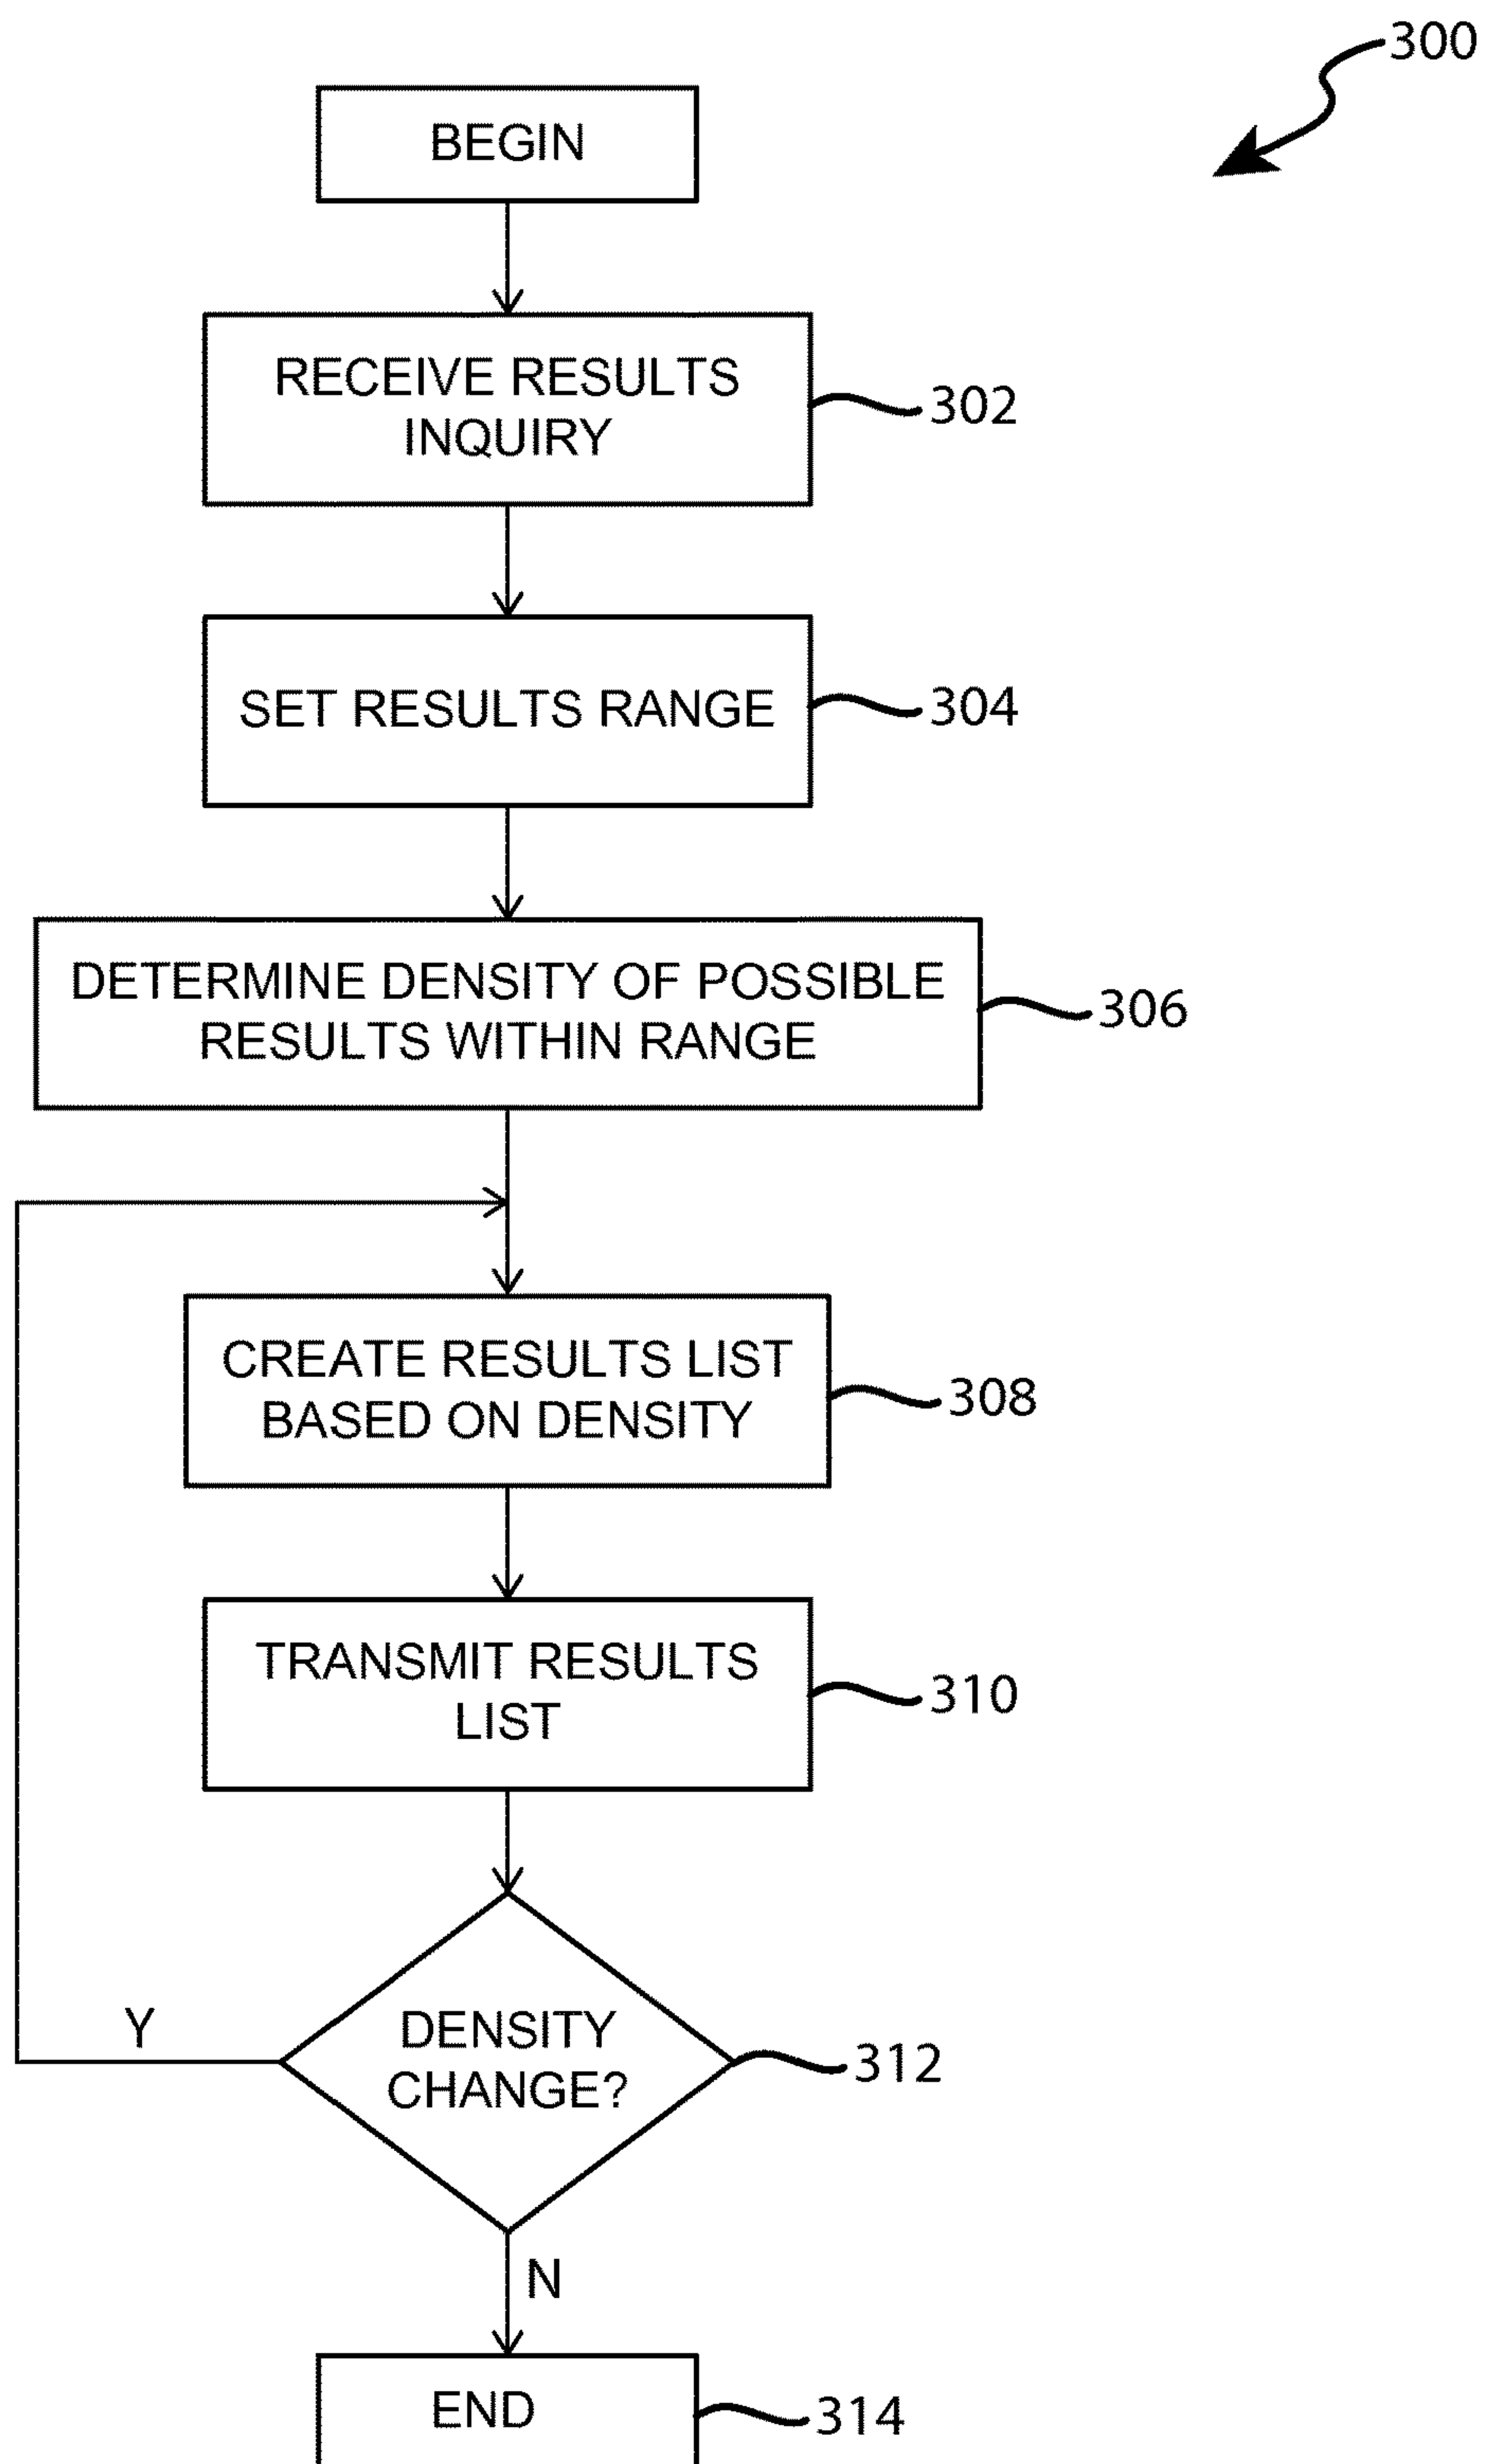 300
BEGIN
RECEIVE RESULTS
INQUIRY
302
SET RESULTS RANGE
304
DETERMINE DENSITY OF POSSIBLE
RESULTS WITHIN RANGE
306
CREATE RESULTS LIST
BASED ON DENSITY
308
TRANSMIT RESULTS
LIST
310
Y
DENSITY
CHANGE?
312
N
END
314